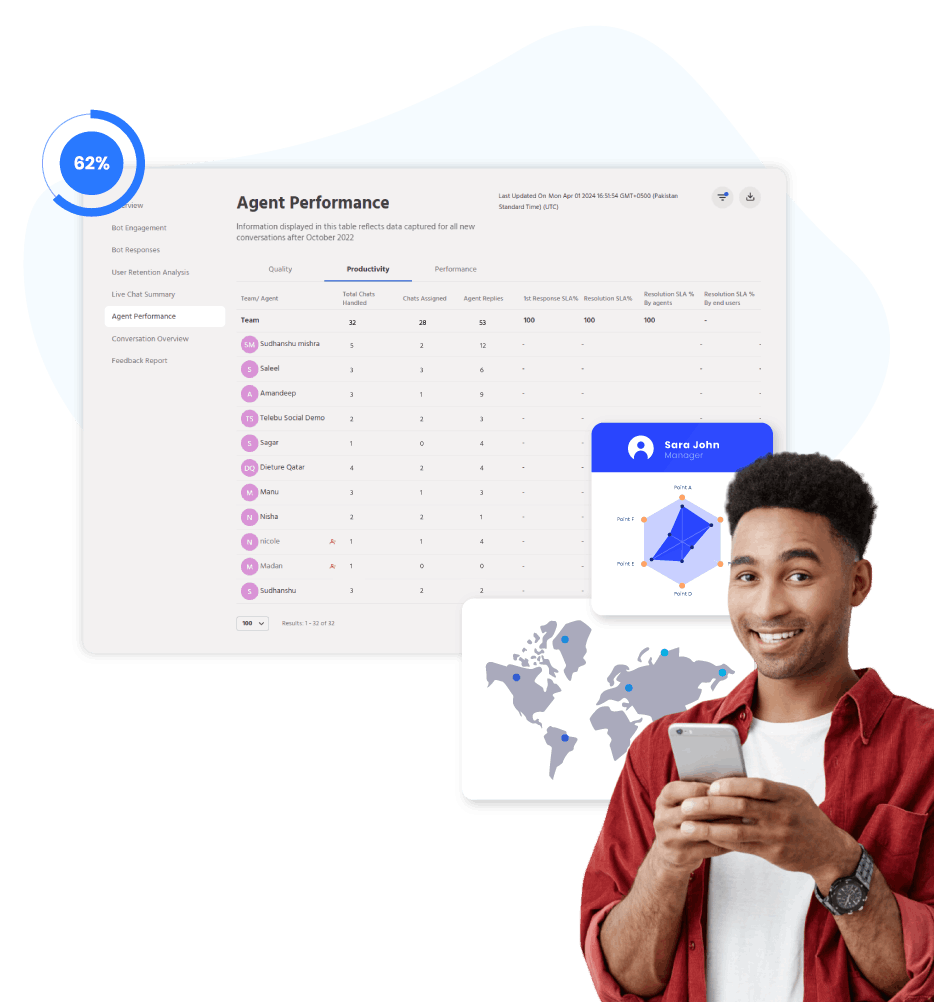 62%
Bot Engagement
Bot Responses
User Retention Analysis
Live Chat Summary
Agent Performance
Conversation Overview
Feedback Report
Agent Performance
Information displayed in this table reflects data captured for all new
conversations after October 2022
Last Updated On Mon Apr 01 2024 16:51:54 GMT+0500 (Pakistan
Standard Time) (UTC)
Quality Productivity Performance
Team/ Agent Total Chats Handled Chats Assigned Agent Replies 1st Response SLA% Resolution SLA% Resolution SLA % By agents Resolution SLA % By end users
Team 32 28 53 100 100 100 -
SM Sudhanshu mishra 5 2 12 - - - -
S Saleel 3 3 6 - - - -
A Amandeep 3 1 9 - - - -
TS Telebu Social Demo 2 2 3 - - - -
S Sagar 1 0 4 - -
DQ Dieture Qatar 4 2 4 - -
M Manu 3 1 3 - -
N Nisha 2 2 1 - -
N nicole 1 1 4 - -
M Madan 1 0 0 - -
S Sudhanshu 3 2 2 - -
100 Results: 1 - 32 of 32
Sara John
Manager
Point A
Point F
Point E
Point D